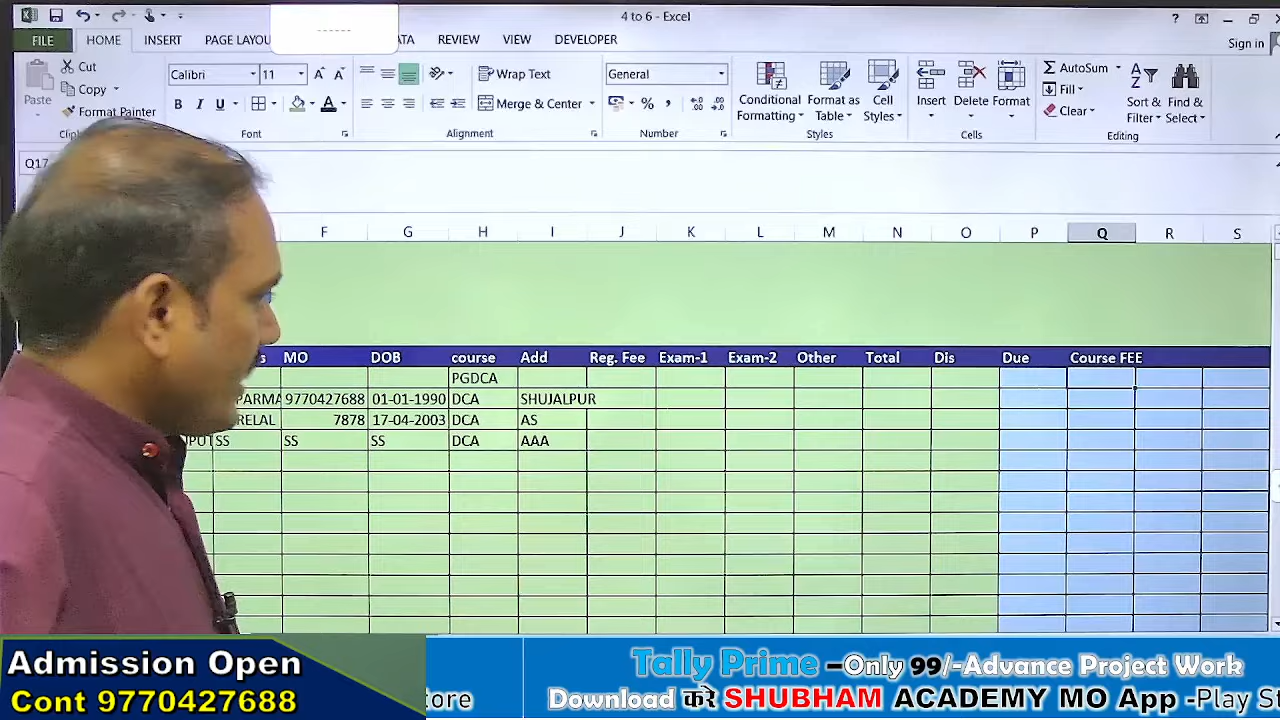 4 to 6 - Excel
FILE HOME INSERT PAGE LAYOU ATA REVIEW VIEW DEVELOPER
Sign in
Cut
Copy
Format Painter
Paste
Calibri 11
B I U
Font
Wrap Text
Merge & Center
Alignment
General
%
Number
Conditional Formatting
Format as Table
Cell Styles
Styles
Insert
Delete
Format
Cells
AutoSum
Fill
Clear
Sort & Filter
Find & Select
Editing
Q17
F G H I J K L M N O P Q R S
MO DOB course Add Reg. Fee Exam-1 Exam-2 Other Total Dis Due Course FEE
PGDCA
PARMA 9770427688 01-01-1990 DCA SHUJALPUR
RELAL 7878 17-04-2003 DCA AS
SS SS SS DCA AAA
Admission Open
Cont 9770427688
tore
Tally Prime –Only 99/-Advance Project Work
Download करे SHUBHAM ACADEMY MO App -Play S